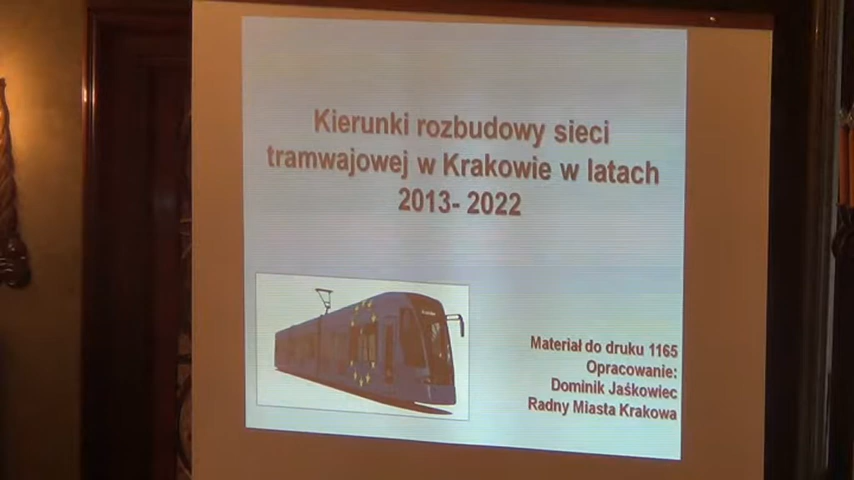 Kierunki rozbudowy sieci
tramwajowej w Krakowie w latach
2013- 2022
Materiał do druku 1165
Opracowanie:
Dominik Jaśkowiec
Radny Miasta Krakowa